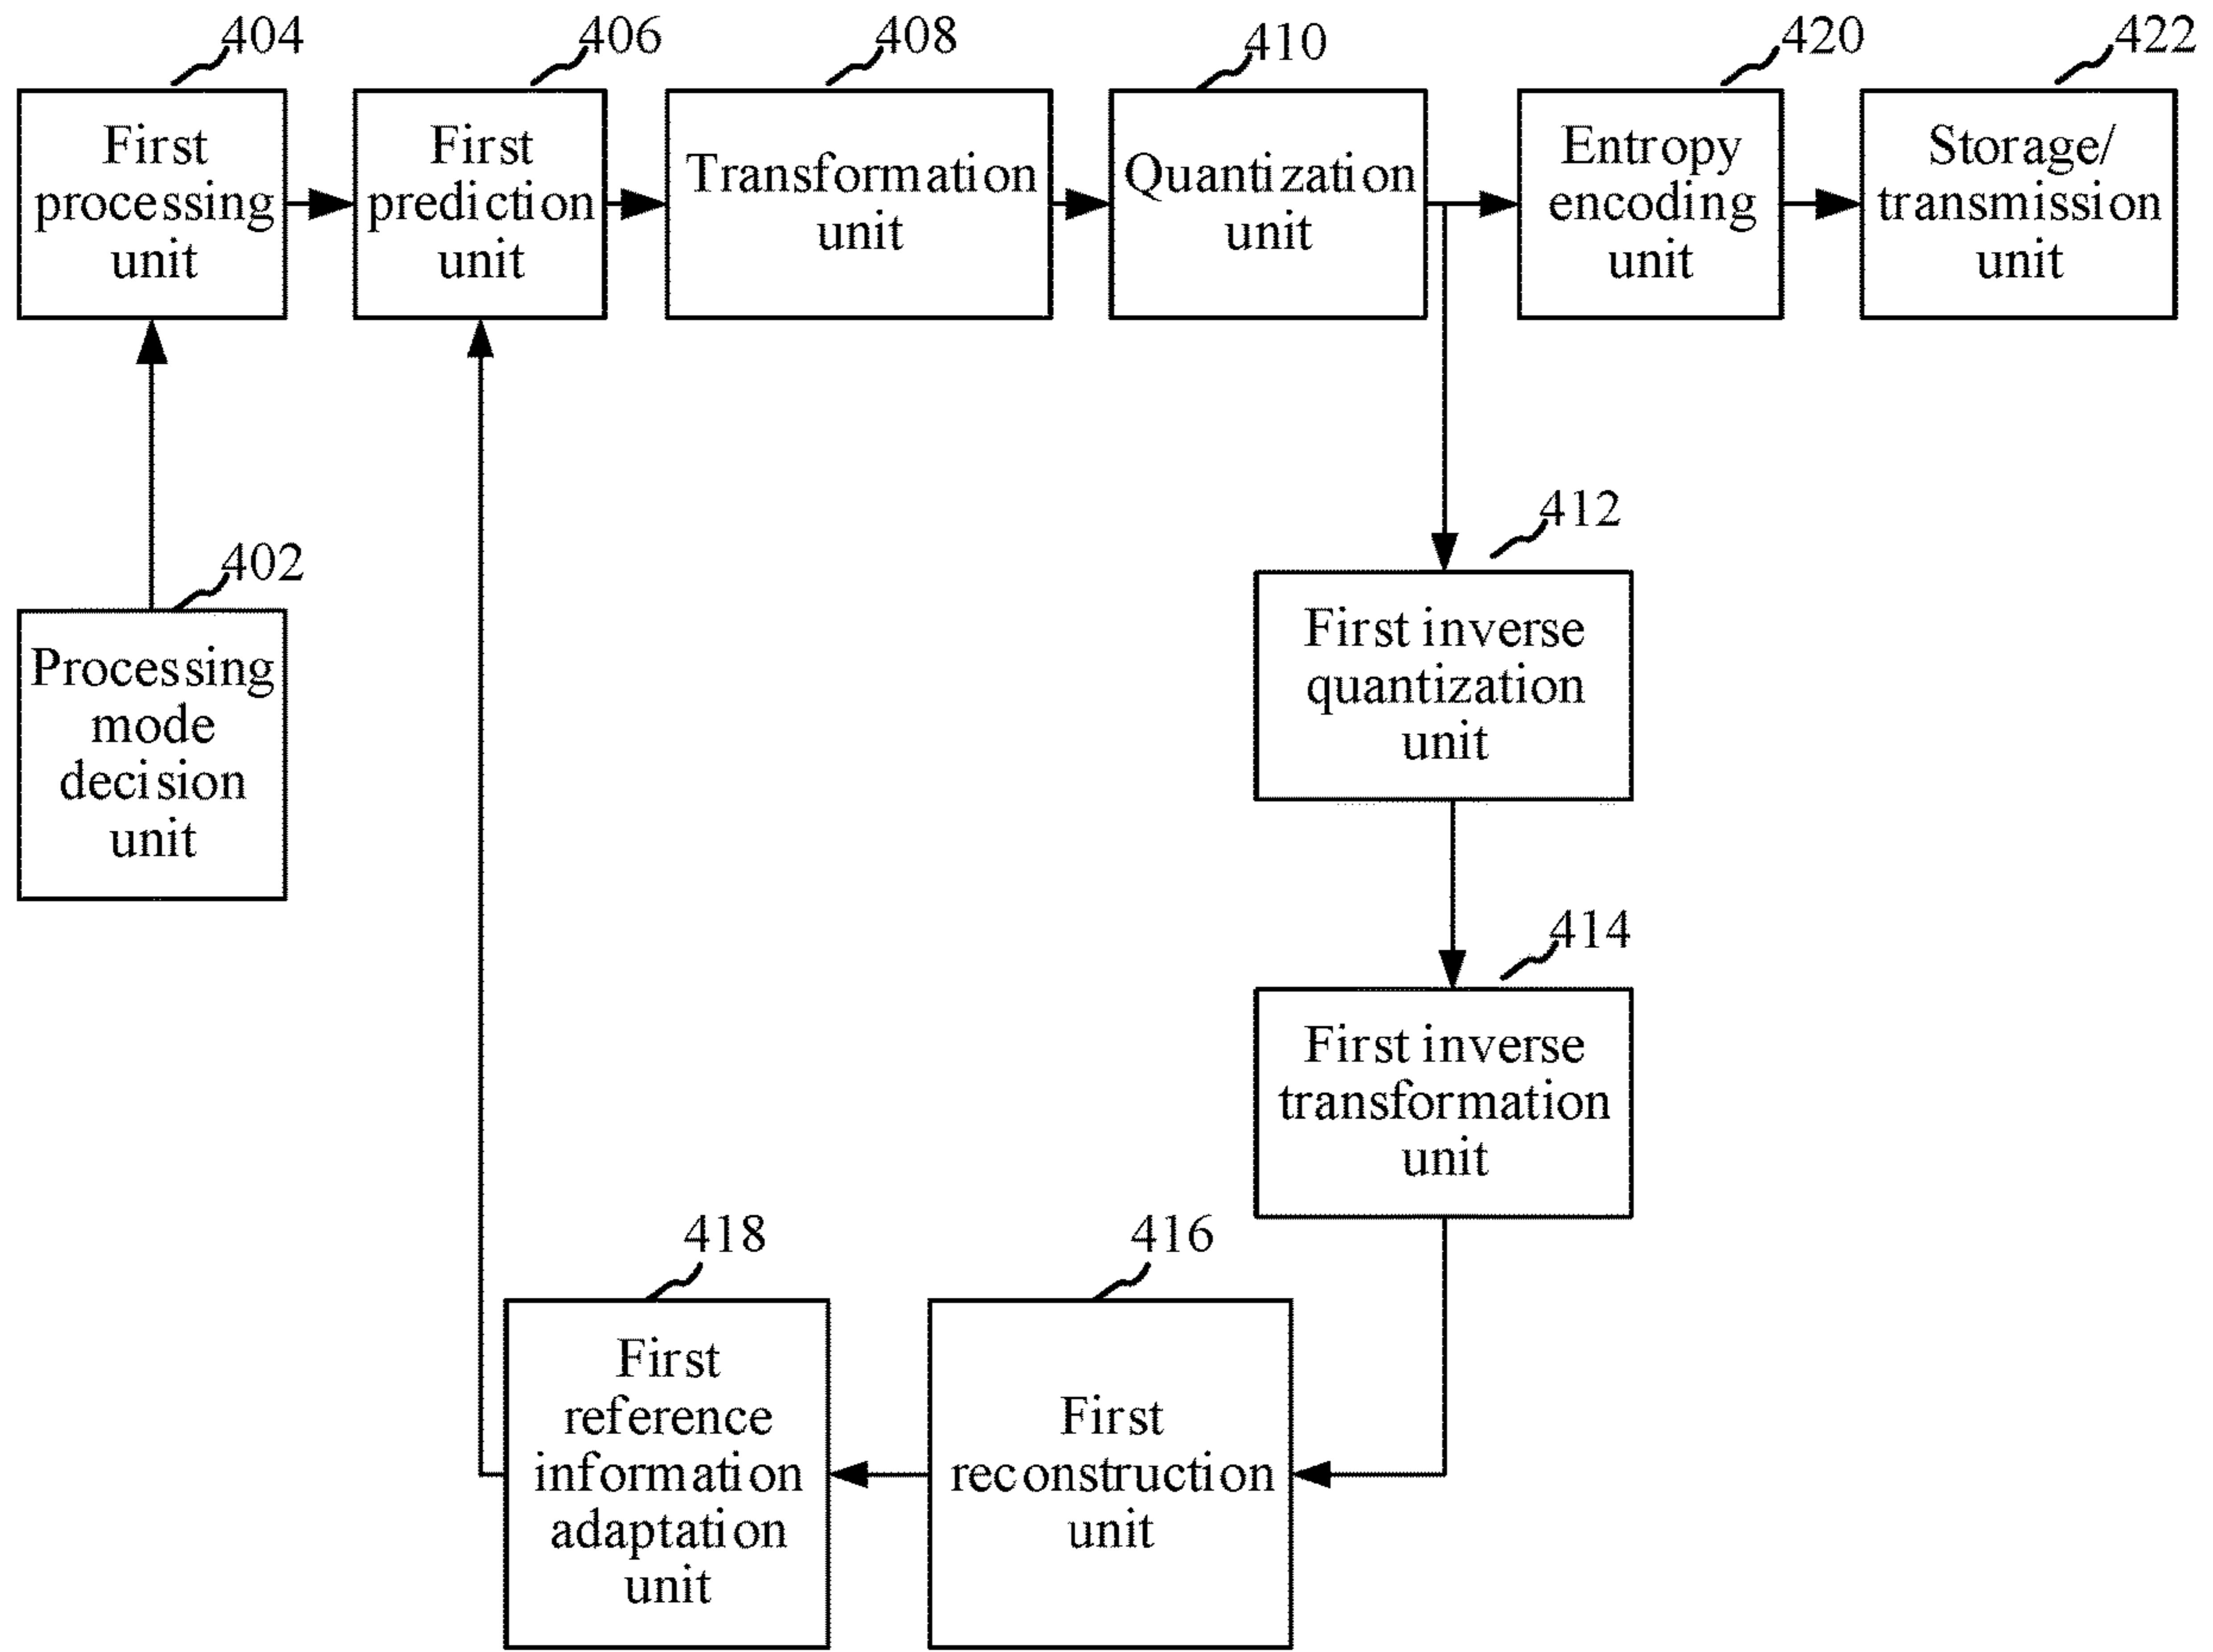 404
First
processing
unit
406
First
prediction
unit
408
Transformation
unit
410
Quantization
unit
420
Entropy
encoding
unit
422
Storage/
transmission
unit
402
Processing
mode
decision
unit
412
First inverse
quantization
unit
414
First inverse
transformation
unit
416
First
reconstruction
unit
418
First
reference
information
adaptation
unit